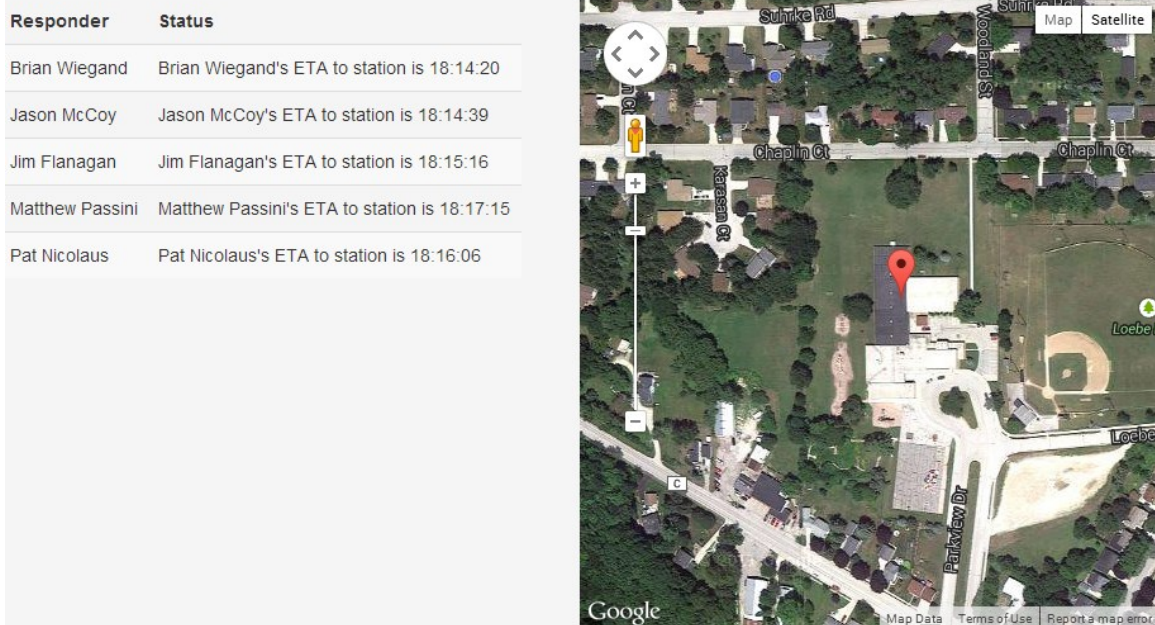 Responder Status
Brian Wiegand Brian Wiegand's ETA to station is 18:14:20
Jason McCoy Jason McCoy's ETA to station is 18:14:39
Jim Flanagan Jim Flanagan's ETA to station is 18:15:16
Matthew Passini Matthew Passini's ETA to station is 18:17:15
Pat Nicolaus Pat Nicolaus's ETA to station is 18:16:06
Suhrke Rd
Suhrke Rd
Map Satellite
Woodland St
n Ct
Chaplin Ct
Chaplin Ct
Karasan Ct
Loebe
Loebe
C
Parkview Dr
Google
Map Data Terms of Use Report a map error